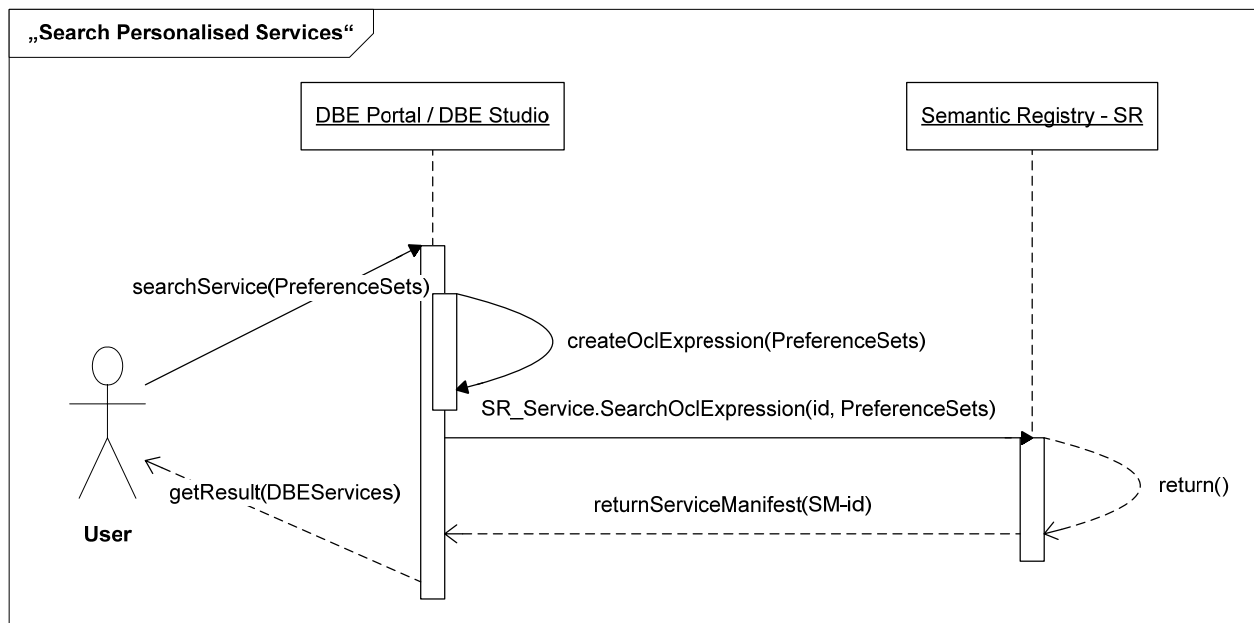 „Search Personalised Services“
DBE Portal / DBE Studio
Semantic Registry - SR
searchService(PreferenceSets)
createOclExpression(PreferenceSets)
SR_Service.SearchOclExpression(id, PreferenceSets)
getResult(DBEServices)
returnServiceManifest(SM-id)
return()
User